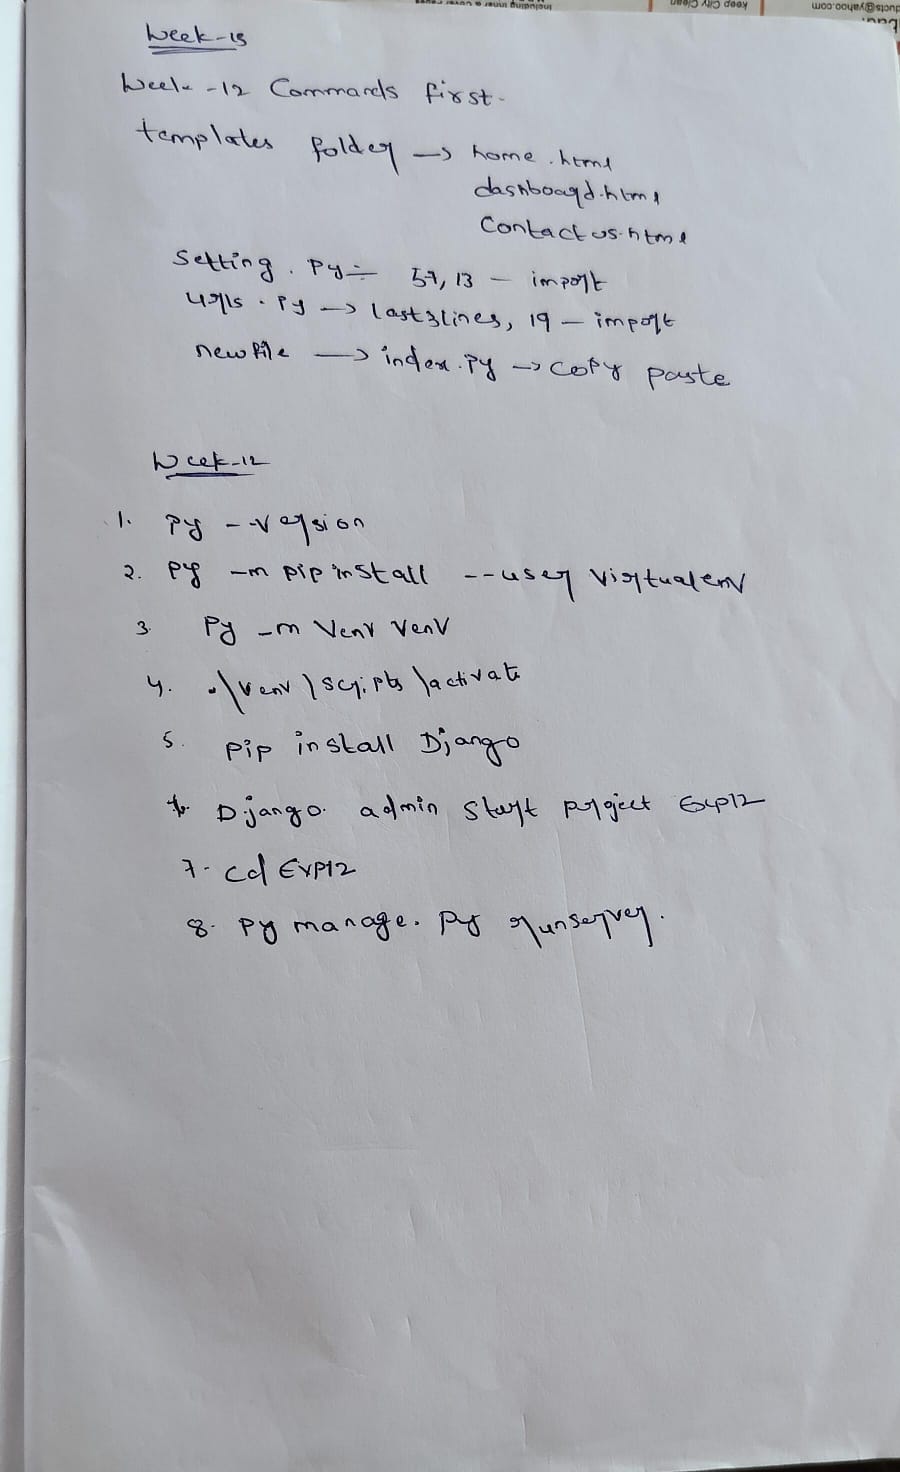 Week-13
Week-12 Commands first.
templates folder → home.html
dashboard.html
Contactus.html
Setting.py÷ 57,13 – import
urls.py → last3lines, 19 – import
new file → index.py → copy paste
Week-12
1. py --version
2. py -m pip install --user virtualenv
3. Py -m Venv venv
4. .\venv\scripts\activate
5. pip install Django
6. Django admin start project Exp12
7. cd Exp12
8. py manage.py runserver.